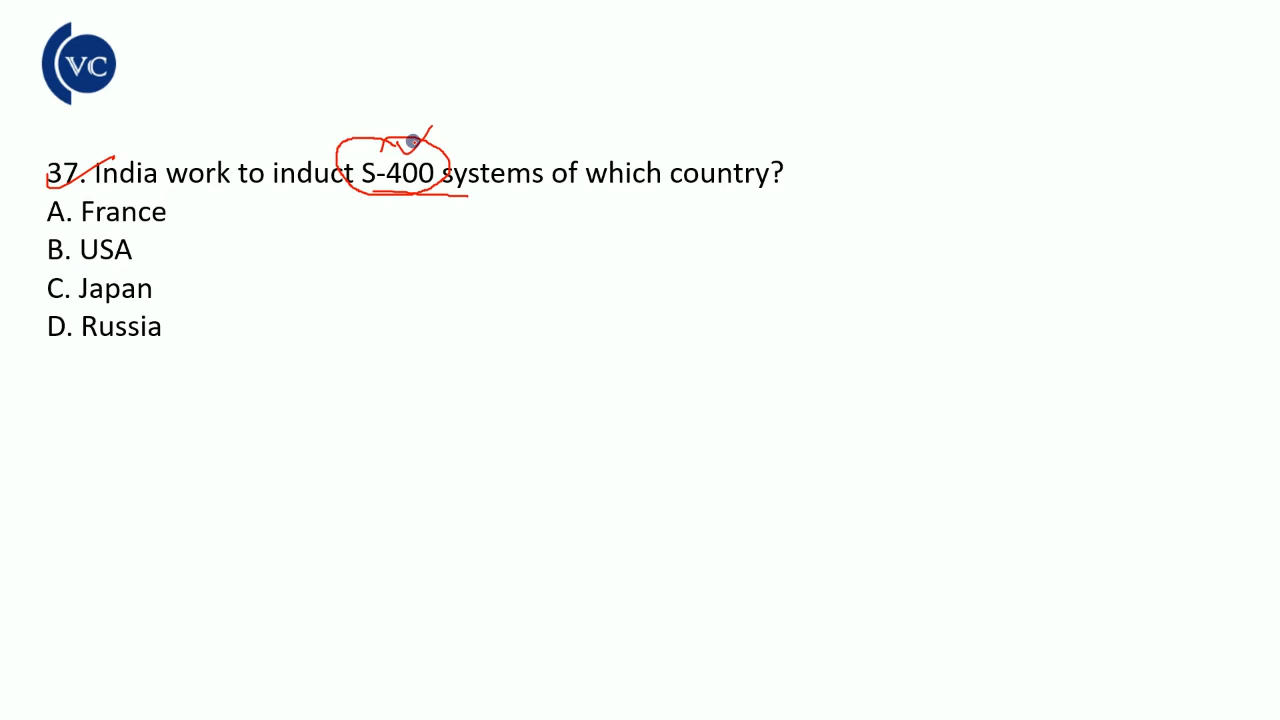 VC
37. India work to induct S-400 systems of which country?
A. France
B. USA
C. Japan
D. Russia